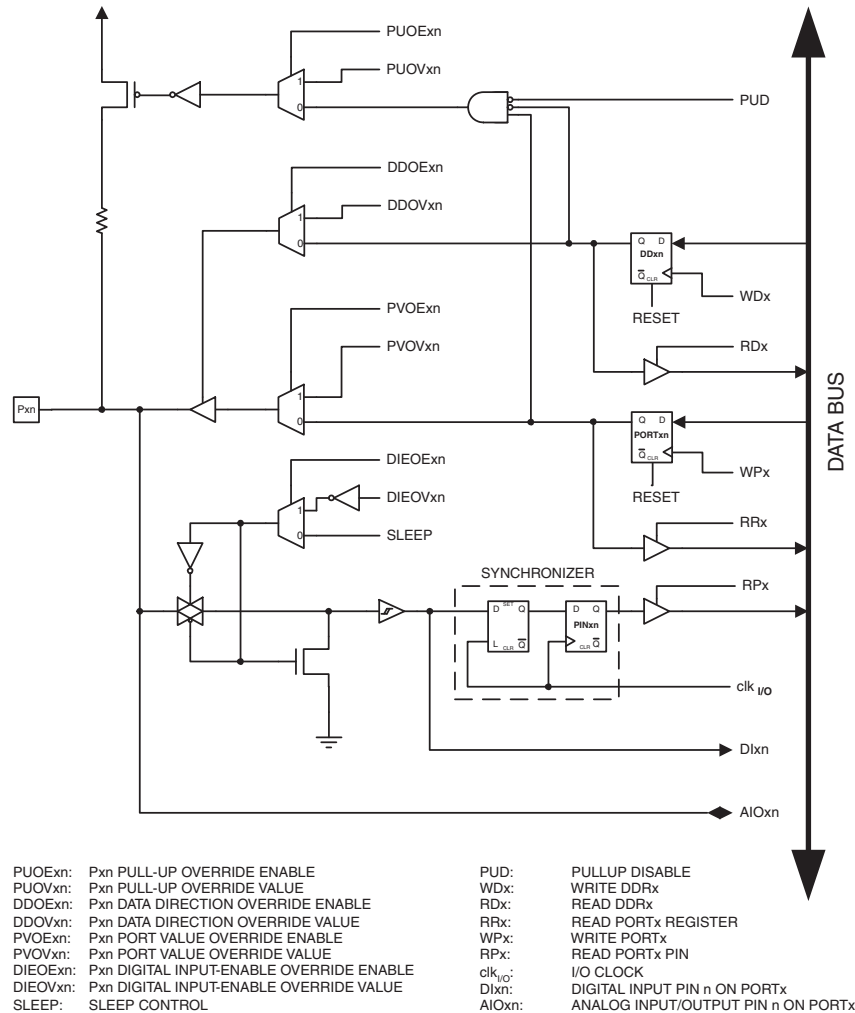 PUOExn
PUOVxn
1
0
PUD
DDOExn
DDOVxn
1
0
Q D
DDxn
Q CLR
WDx
RESET
RDx
PVOExn
PVOVxn
1
0
Pxn
Q D
PORTxn
Q CLR
WPx
RESET
DATA BUS
DIEOExn
DIEOVxn
1
0
SLEEP
RRx
SYNCHRONIZER
RPx
D SET Q
L CLR Q
D Q
PINxn
CLR Q
clk I/O
DIxn
AIOxn
PUOExn: Pxn PULL-UP OVERRIDE ENABLE
PUOVxn: Pxn PULL-UP OVERRIDE VALUE
DDOExn: Pxn DATA DIRECTION OVERRIDE ENABLE
DDOVxn: Pxn DATA DIRECTION OVERRIDE VALUE
PVOExn: Pxn PORT VALUE OVERRIDE ENABLE
PVOVxn: Pxn PORT VALUE OVERRIDE VALUE
DIEOExn: Pxn DIGITAL INPUT-ENABLE OVERRIDE ENABLE
DIEOVxn: Pxn DIGITAL INPUT-ENABLE OVERRIDE VALUE
SLEEP: SLEEP CONTROL
PUD: PULLUP DISABLE
WDx: WRITE DDRx
RDx: READ DDRx
RRx: READ PORTx REGISTER
WPx: WRITE PORTx
RPx: READ PORTx PIN
clk I/O: I/O CLOCK
DIxn: DIGITAL INPUT PIN n ON PORTx
AIOxn: ANALOG INPUT/OUTPUT PIN n ON PORTx